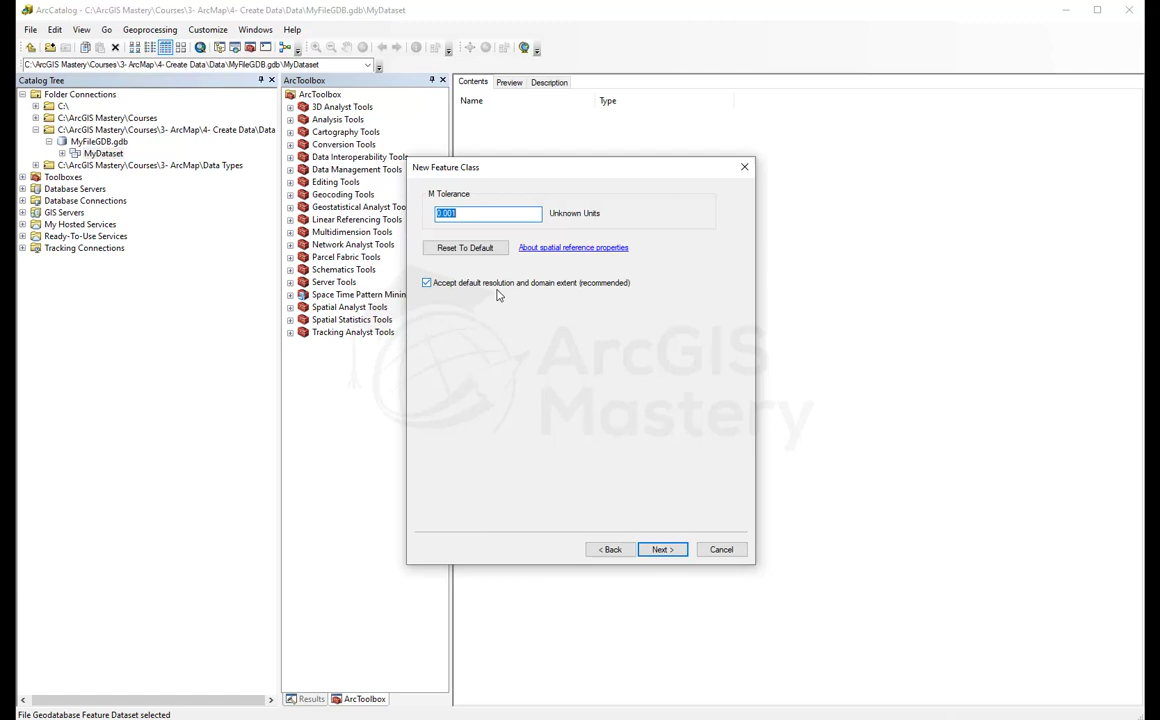 ArcCatalog - C:\ArcGIS Mastery\Courses\3- ArcMap\4- Create Data\Data\MyFileGDB.gdb\MyDataset
File Edit View Go Geoprocessing Customize Windows Help
C:\ArcGIS Mastery\Courses\3- ArcMap\4- Create Data\Data\MyFileGDB.gdb\MyDataset
Catalog Tree
Folder Connections
C:\
C:\ArcGIS Mastery\Courses
C:\ArcGIS Mastery\Courses\3- ArcMap\4- Create Data\Data
MyFileGDB.gdb
MyDataset
C:\ArcGIS Mastery\Courses\3- ArcMap\Data Types
Toolboxes
Database Servers
Database Connections
GIS Servers
My Hosted Services
Ready-To-Use Services
Tracking Connections
ArcToolbox
ArcToolbox
3D Analyst Tools
Analysis Tools
Cartography Tools
Conversion Tools
Data Interoperability Tools
Data Management Tools
Editing Tools
Geocoding Tools
Geostatistical Analyst Too
Linear Referencing Tools
Multidimension Tools
Network Analyst Tools
Parcel Fabric Tools
Schematics Tools
Server Tools
Space Time Pattern Minin
Spatial Analyst Tools
Spatial Statistics Tools
Tracking Analyst Tools
Results ArcToolbox
Contents Preview Description
Name Type
New Feature Class
M Tolerance
0.001 Unknown Units
Reset To Default About spatial reference properties
Accept default resolution and domain extent (recommended)
ArcGIS
Mastery
< Back Next > Cancel
File Geodatabase Feature Dataset selected